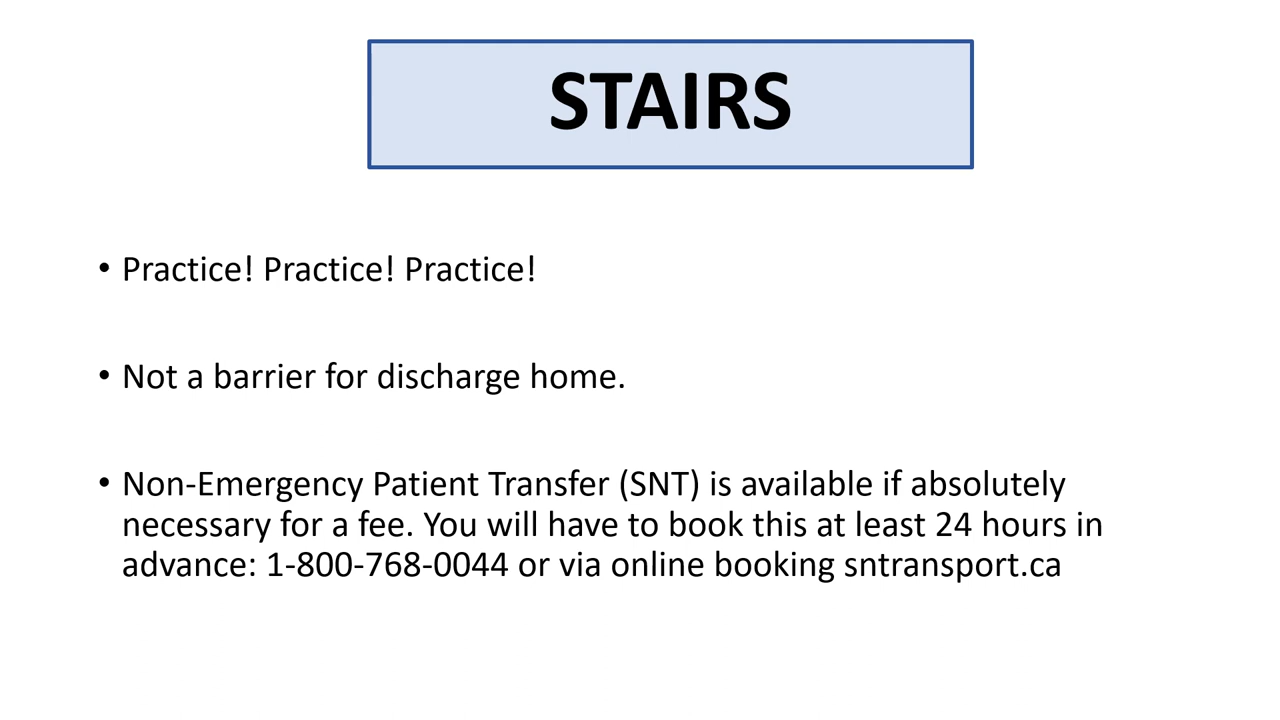 STAIRS
• Practice! Practice! Practice!
• Not a barrier for discharge home.
• Non-Emergency Patient Transfer (SNT) is available if absolutely
necessary for a fee. You will have to book this at least 24 hours in
advance: 1-800-768-0044 or via online booking sntransport.ca